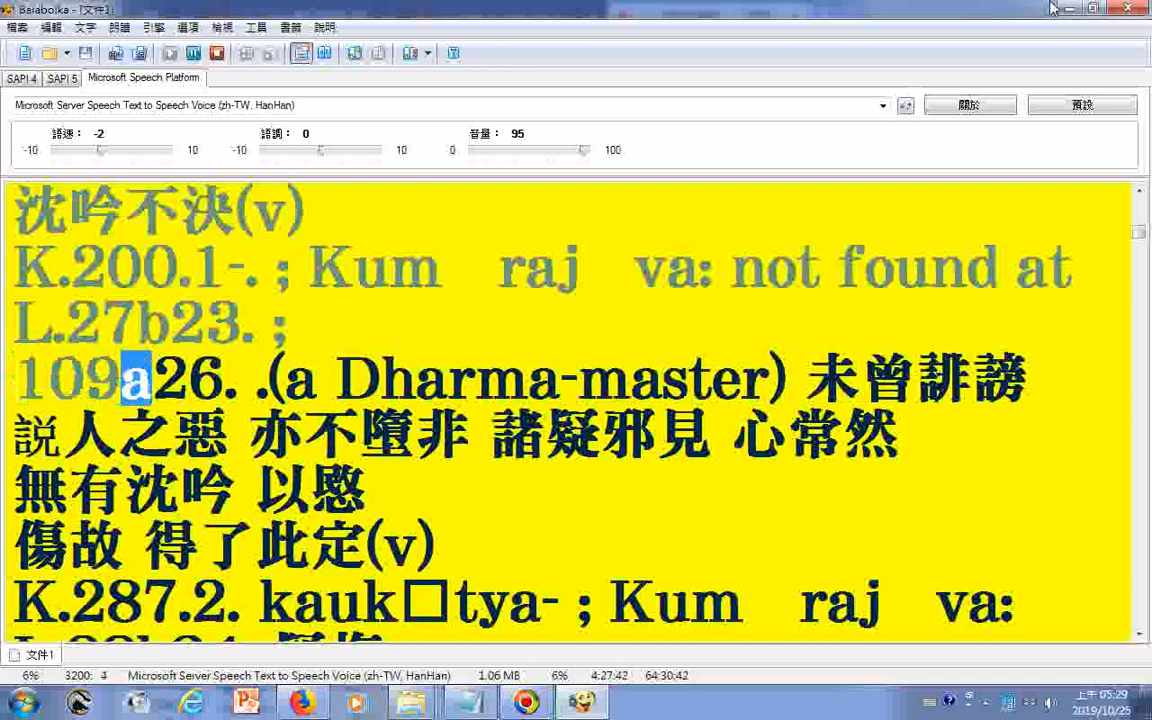 Balabolka - [文件1]
檔案 編輯 文字 朗讀 引擎 選項 檢視 工具 書籤 說明
SAPI 4 SAPI 5 Microsoft Speech Platform
Microsoft Server Speech Text to Speech Voice (zh-TW, HanHan) 關於 預設
語速： -2 語調： 0 音量： 95
-10 10 -10 10 0 100
沈吟不決(v)
K.200.1-. ; Kum raj va: not found at
L.27b23. ;
109a26. .(a Dharma-master) 未曾誹謗
説人之惡 亦不墮非 諸疑邪見 心常然
無有沈吟 以愍
傷故 得了此定(v)
K.287.2. kauk□tya- ; Kum raj va:
文件1
6% 3200: 4 Microsoft Server Speech Text to Speech Voice (zh-TW, HanHan) 1.06 MB 6% 4:27:42 64:30:42
上午 05:29
2019/10/25